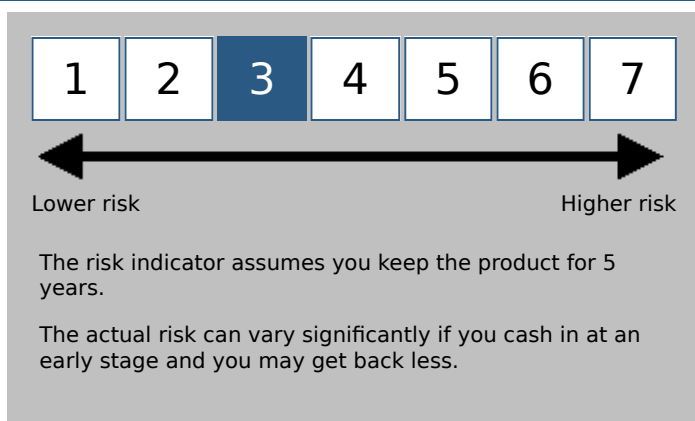 1 2 3 4 5 6 7
Lower risk Higher risk
The risk indicator assumes you keep the product for 5
years.
The actual risk can vary significantly if you cash in at an
early stage and you may get back less.